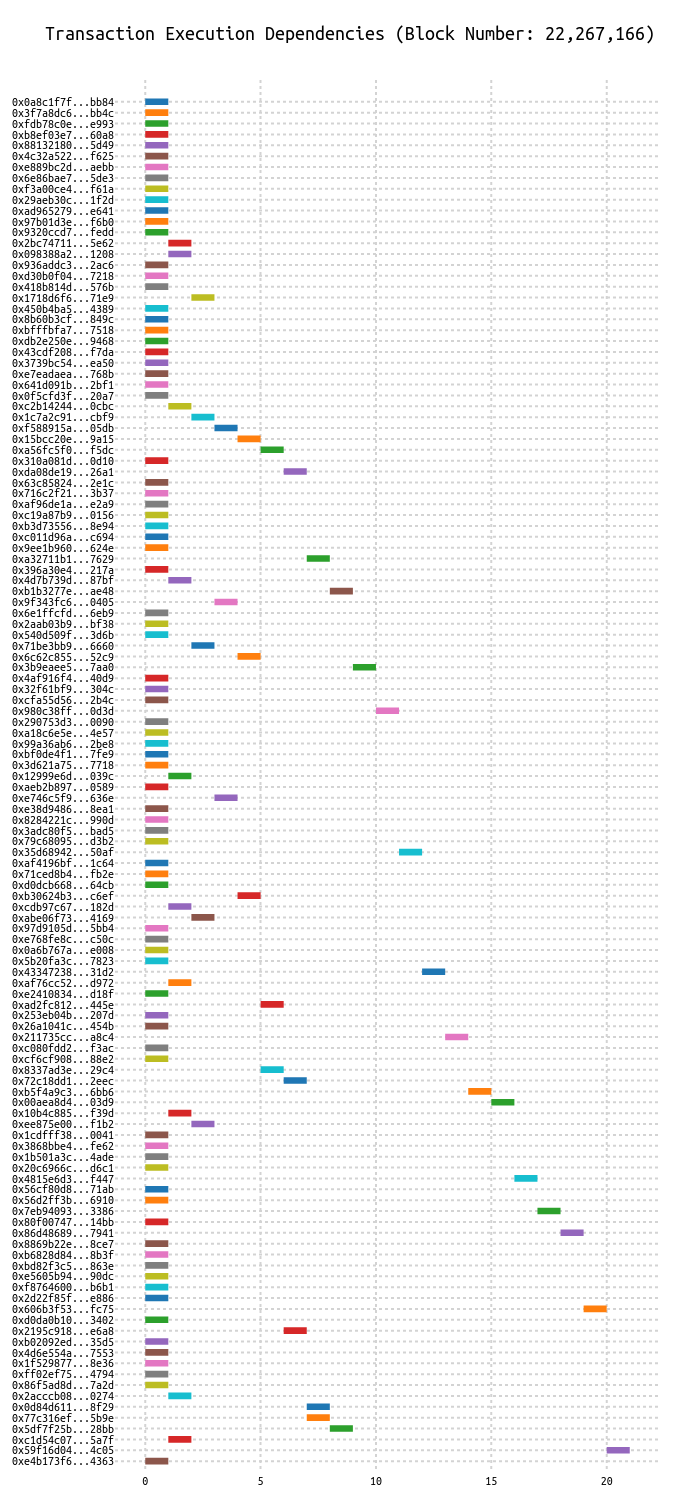 Transaction Execution Dependencies (Block Number: 22,267,166)
0x0a8c1f7f...bb84
0x3f7a8dc6...bb4c
0xfdb78c0e...e993
0xb8ef03e7...60a8
0x88132180...5d49
0x4c32a522...f625
0xe889bc2d...aebb
0x6e86bae7...5de3
0xf3a00ce4...f61a
0x29aeb30c...1f2d
0xad965279...e641
0x97b01d3e...f6b0
0x9320ccd7...fedd
0x2bc74711...5e62
0x098388a2...1208
0x936addc3...2ac6
0xd30b0f04...7218
0x418b814d...576b
0x1718d6f6...71e9
0x450b4ba5...4389
0x8b60b3cf...849c
0xbfffbfa7...7518
0xdb2e250e...9468
0x43cdf208...f7da
0x3739bc54...ea50
0xe7eadaea...768b
0x641d091b...2bf1
0x0f5cfd3f...20a7
0xc2b14244...0cbc
0x1c7a2c91...cbf9
0xf588915a...05db
0x15bcc20e...9a15
0xa56fc5f0...f5dc
0x310a081d...0d10
0xda08de19...26a1
0x63c85824...2e1c
0x716c2f21...3b37
0xaf96de1a...e2a9
0xc19a87b9...0156
0xb3d73556...8e94
0xc011d96a...c694
0x9ee1b960...624e
0xa32711b1...7629
0x396a30e4...217a
0x4d7b739d...87bf
0xb1b3277e...ae48
0x9f343fc6...0405
0x6e1ffcfd...6eb9
0x2aab03b9...bf38
0x540d509f...3d6b
0x71be3bb9...6660
0x6c62c855...52c9
0x3b9eaee5...7aa0
0x4af916f4...40d9
0x32f61bf9...304c
0xcfa55d56...2b4c
0x980c38ff...0d3d
0x290753d3...0090
0xa18c6e5e...4e57
0x99a36ab6...2be8
0xbf0de4f1...7fe9
0x3d621a75...7718
0x12999e6d...039c
0xaeb2b897...0589
0xe746c5f9...636e
0xe38d9486...8ea1
0x8284221c...990d
0x3adc80f5...bad5
0x79c68095...d3b2
0x35d68942...50af
0xaf4196bf...1c64
0x71ced8b4...fb2e
0xd0dcb668...64cb
0xb30624b3...c6ef
0xcdb97c67...182d
0xabe06f73...4169
0x97d9105d...5bb4
0xe768fe8c...c50c
0x0a6b767a...e008
0x5b20fa3c...7823
0x43347238...31d2
0xaf76cc52...d972
0xe2410834...d18f
0xad2fc812...445e
0x253eb04b...207d
0x26a1041c...454b
0x211735cc...a8c4
0xc080fdd2...f3ac
0xcf6cf908...88e2
0x8337ad3e...29c4
0x72c18dd1...2eec
0xb5f4a9c3...6bb6
0x00aea8d4...03d9
0x10b4c885...f39d
0xee875e00...f1b2
0x1cdfff38...0041
0x3868bbe4...fe62
0x1b501a3c...4ade
0x20c6966c...d6c1
0x4815e6d3...f447
0x56cf80d8...71ab
0x56d2ff3b...6910
0x7eb94093...3386
0x80f00747...14bb
0x86d48689...7941
0x8869b22e...8ce7
0xb6828d84...8b3f
0xbd82f3c5...863e
0xe5605b94...90dc
0xf8764600...b6b1
0x2d22f85f...e886
0x606b3f53...fc75
0xd0da0b10...3402
0x2195c918...e6a8
0xb02092ed...35d5
0x4d6e554a...7553
0x1f529877...8e36
0xff02ef75...4794
0x86f5ad8d...7a2d
0x2acccb08...0274
0x0d84d611...8f29
0x77c316ef...5b9e
0x5df7f25b...28bb
0xc1d54c07...5a7f
0x59f16d04...4c05
0xe4b173f6...4363
0 5 10 15 20